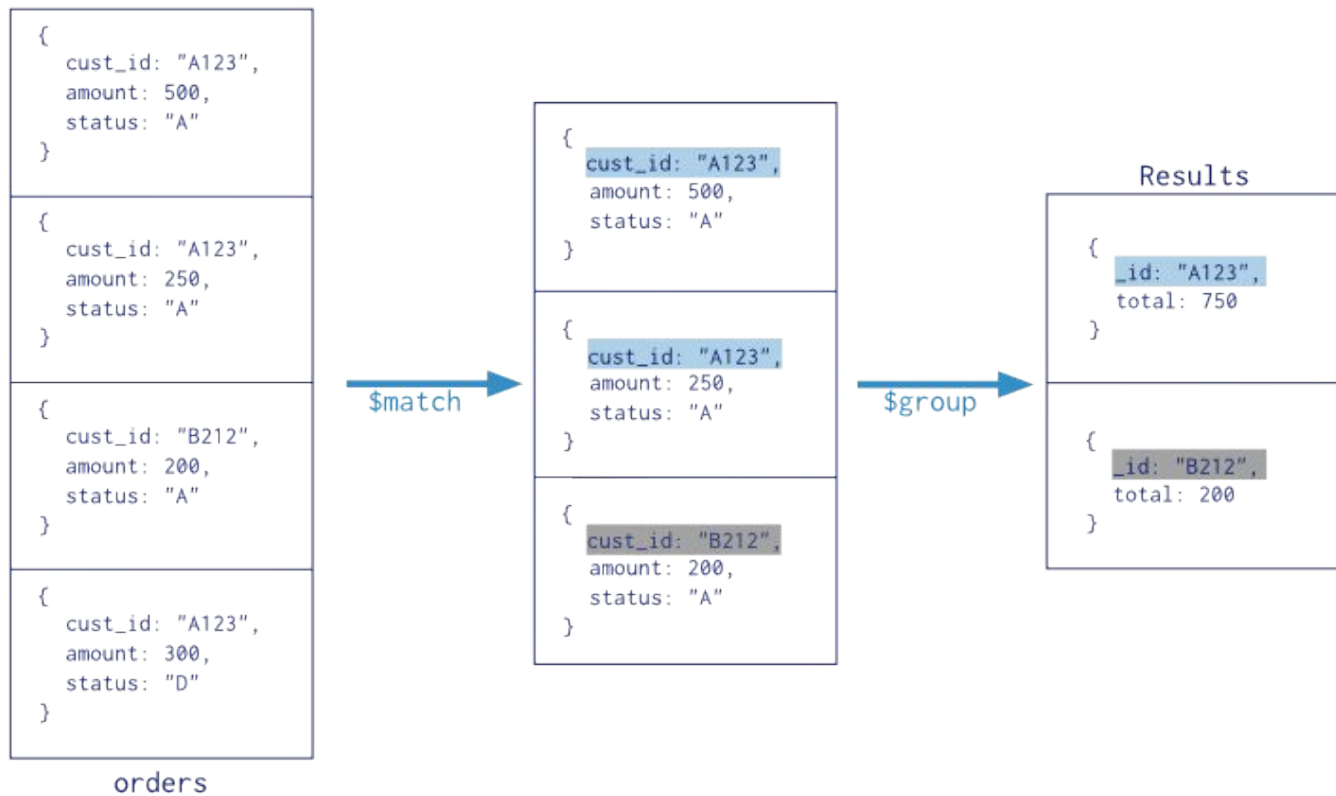 {
cust_id: "A123",
amount: 500,
status: "A"
}
{
cust_id: "A123",
amount: 250,
status: "A"
}
{
cust_id: "B212",
amount: 200,
status: "A"
}
{
cust_id: "A123",
amount: 300,
status: "D"
}
orders
$match
{
cust_id: "A123",
amount: 500,
status: "A"
}
{
cust_id: "A123",
amount: 250,
status: "A"
}
{
cust_id: "B212",
amount: 200,
status: "A"
}
$group
Results
{
_id: "A123",
total: 750
}
{
_id: "B212",
total: 200
}